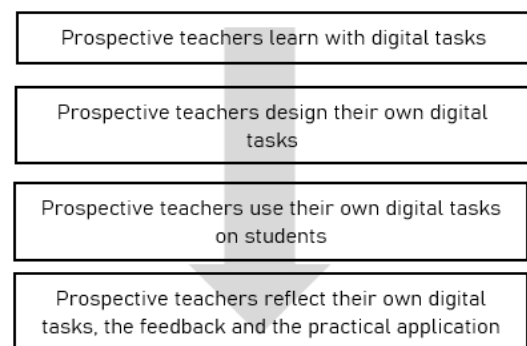 Prospective teachers learn with digital tasks
Prospective teachers design their own digital
tasks
Prospective teachers use their own digital tasks
on students
Prospective teachers reflect their own digital
tasks, the feedback and the practical application